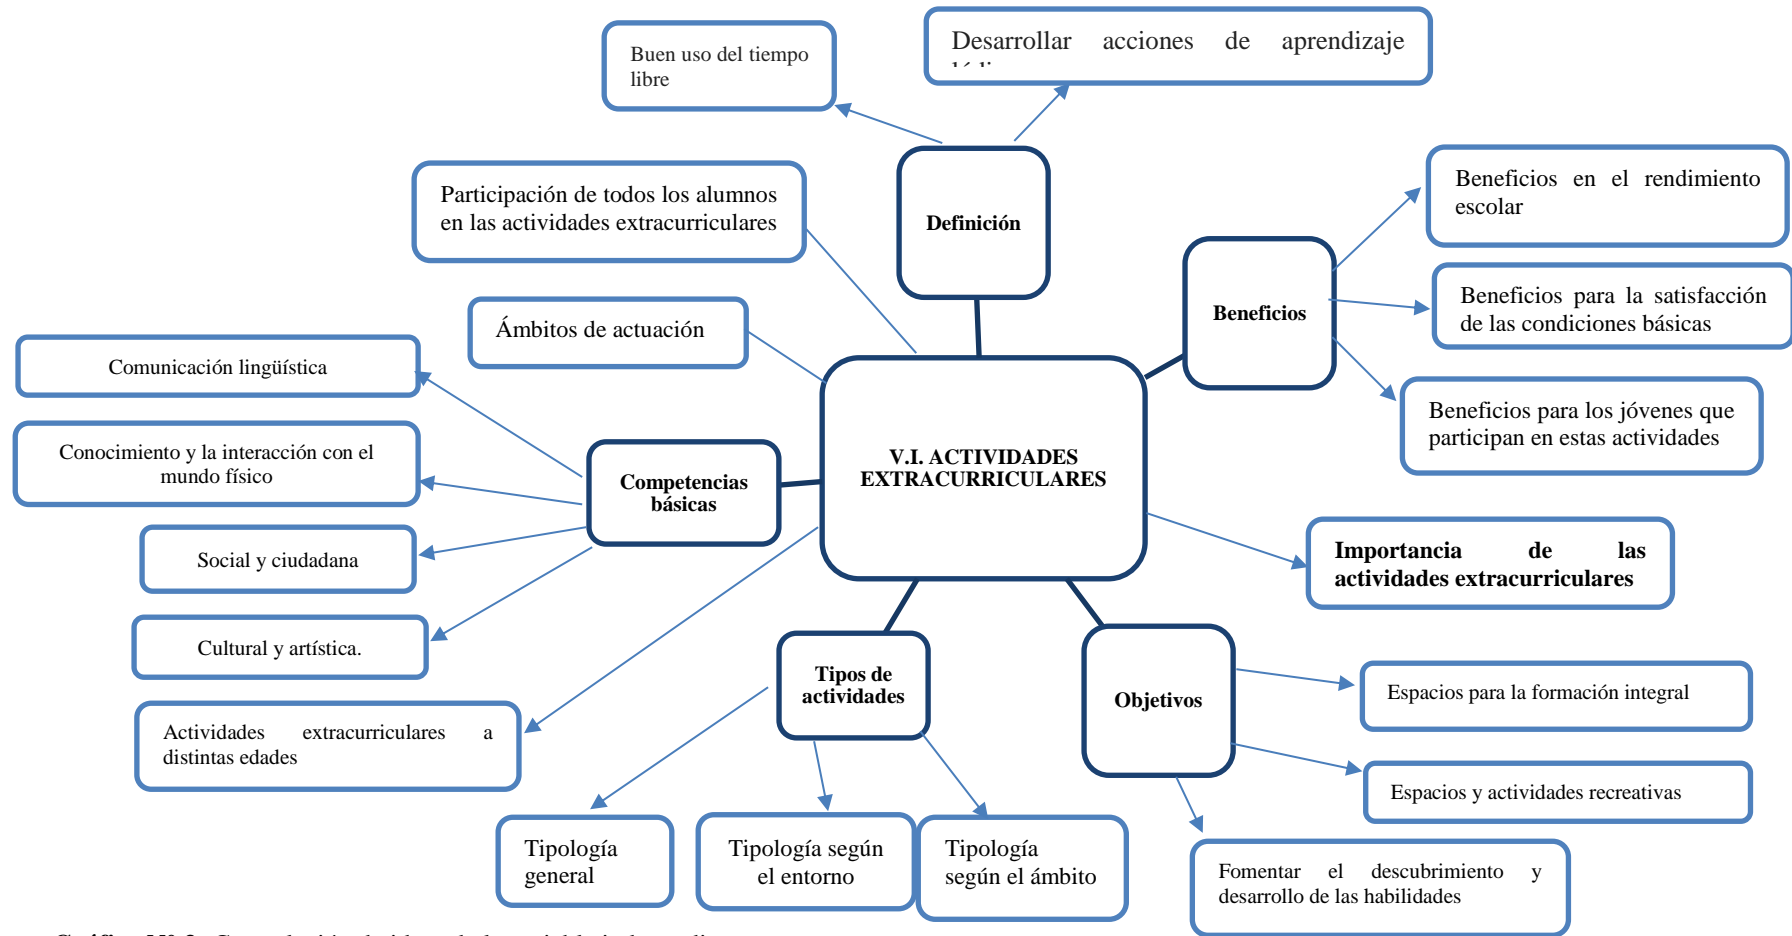 Buen uso del tiempo
libre
Desarrollar acciones de aprendizaje
Participación de todos los alumnos
en las actividades extracurriculares
Definición
Beneficios en el rendimiento
escolar
Ámbitos de actuación
Beneficios
Beneficios para la satisfacción
de las condiciones básicas
Comunicación lingüística
Beneficios para los jóvenes que
participan en estas actividades
Conocimiento y la interacción con el
mundo físico
Competencias
básicas
V.I. ACTIVIDADES
EXTRACURRICULARES
Social y ciudadana
Importancia de las
actividades extracurriculares
Cultural y artística.
Tipos de
actividades
Objetivos
Espacios para la formación integral
Actividades extracurriculares a
distintas edades
Espacios y actividades recreativas
Tipología
general
Tipología según
el entorno
Tipología
según el ámbito
Fomentar el descubrimiento y
desarrollo de las habilidades